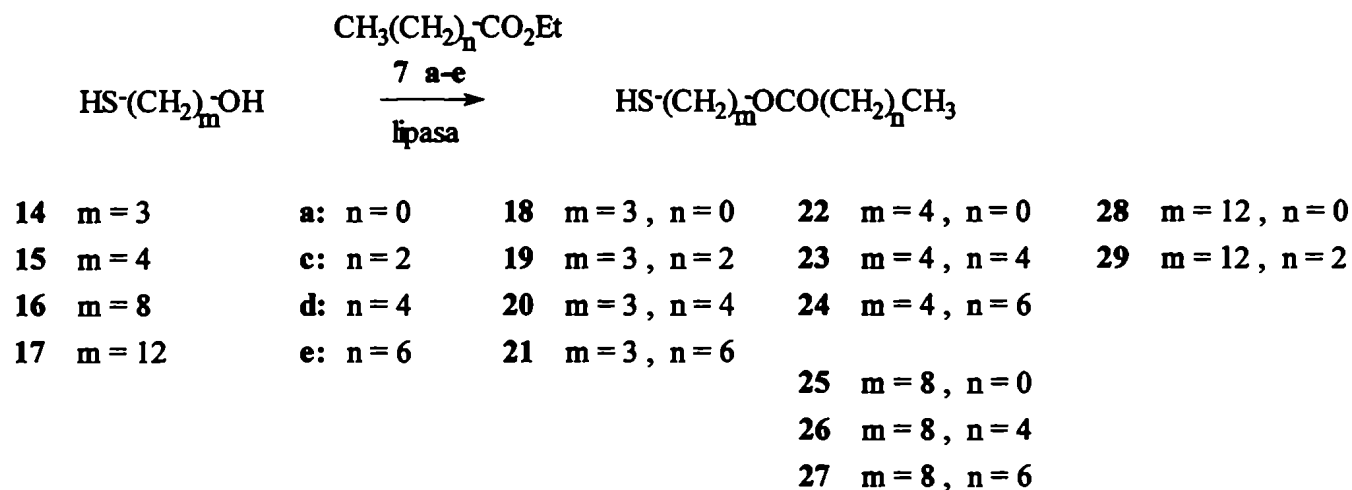 CH₃(CH₂)ₙ-CO₂Et
7 a-e
HS-(CH₂)ₘ-OH HS-(CH₂)ₘ-OCO(CH₂)ₙCH₃
lipasa
14 m = 3 a: n = 0 18 m = 3 , n = 0 22 m = 4 , n = 0 28 m = 12 , n = 0
15 m = 4 c: n = 2 19 m = 3 , n = 2 23 m = 4 , n = 4 29 m = 12 , n = 2
16 m = 8 d: n = 4 20 m = 3 , n = 4 24 m = 4 , n = 6
17 m = 12 e: n = 6 21 m = 3 , n = 6
25 m = 8 , n = 0
26 m = 8 , n = 4
27 m = 8 , n = 6